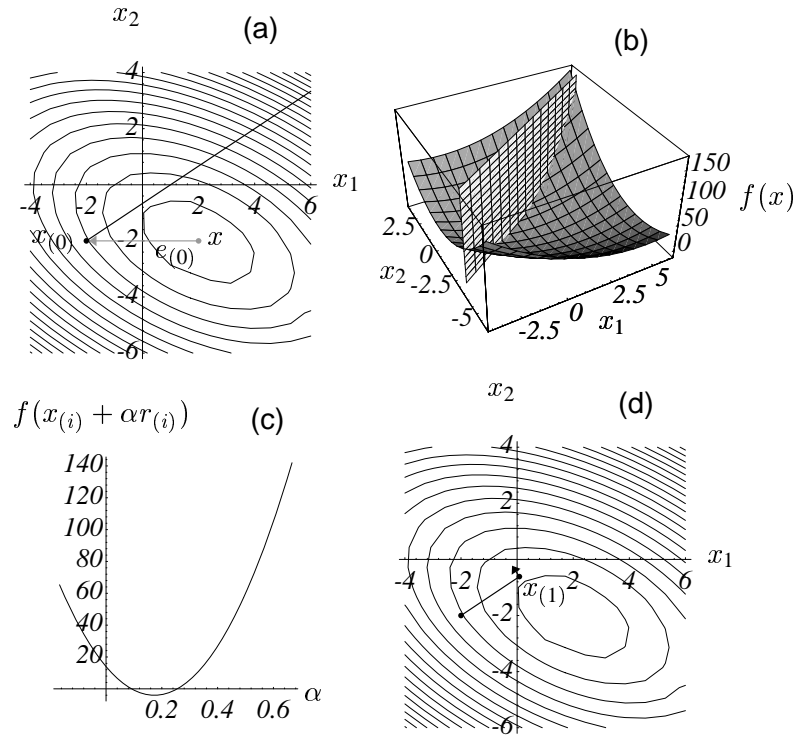 x2
(a)
4
2
-4 -2 2 4 6 x1
x(0) -2 e(0) x
-4
-6
(b)
150
100
50
0
f(x)
2.5
0
-2.5
-5
x2
-2.5 0 2.5 5
x1
f(x(i) + αr(i))
(c)
140
120
100
80
60
40
20
0.2 0.4 0.6 α
x2
(d)
4
2
-4 -2 2 4 6 x1
x(1)
-2
-4
-6